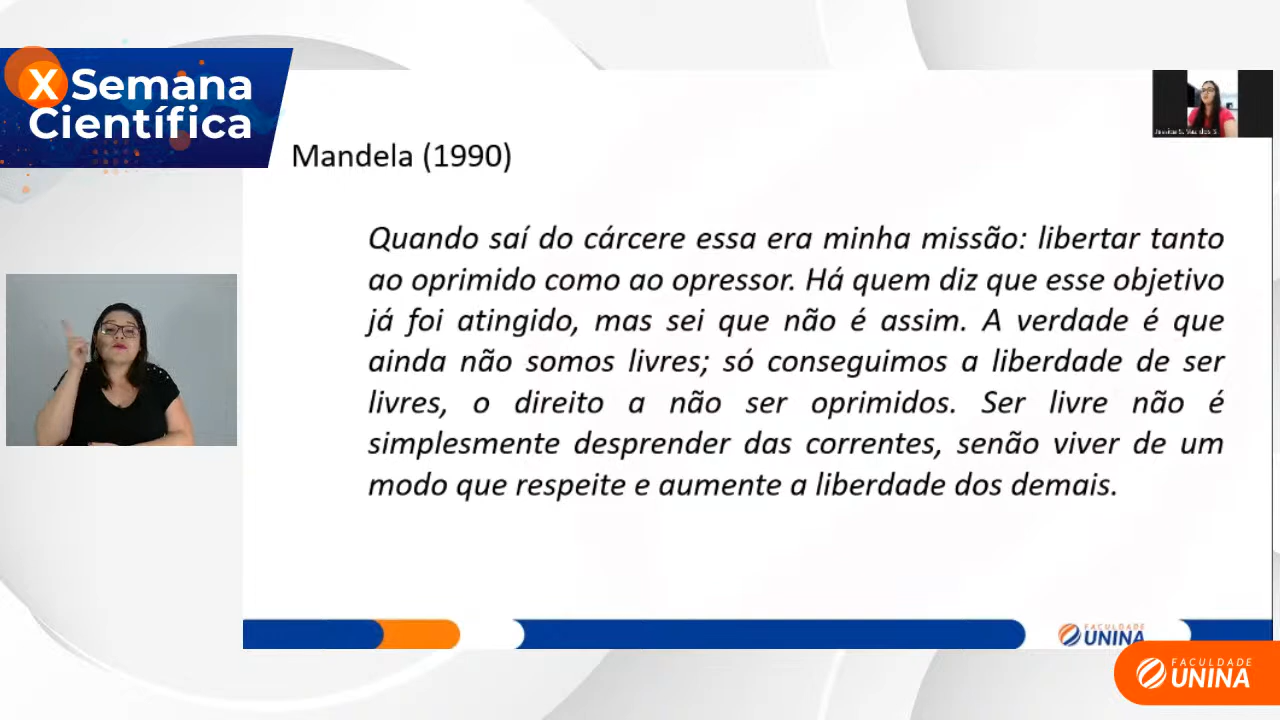 X Semana
Científica
Mandela (1990)
Quando saí do cárcere essa era minha missão: libertar tanto
ao oprimido como ao opressor. Há quem diz que esse objetivo
já foi atingido, mas sei que não é assim. A verdade é que
ainda não somos livres; só conseguimos a liberdade de ser
livres, o direito a não ser oprimidos. Ser livre não é
simplesmente desprender das correntes, senão viver de um
modo que respeite e aumente a liberdade dos demais.
FACULDADE
UNINA
FACULDADE
UNINA